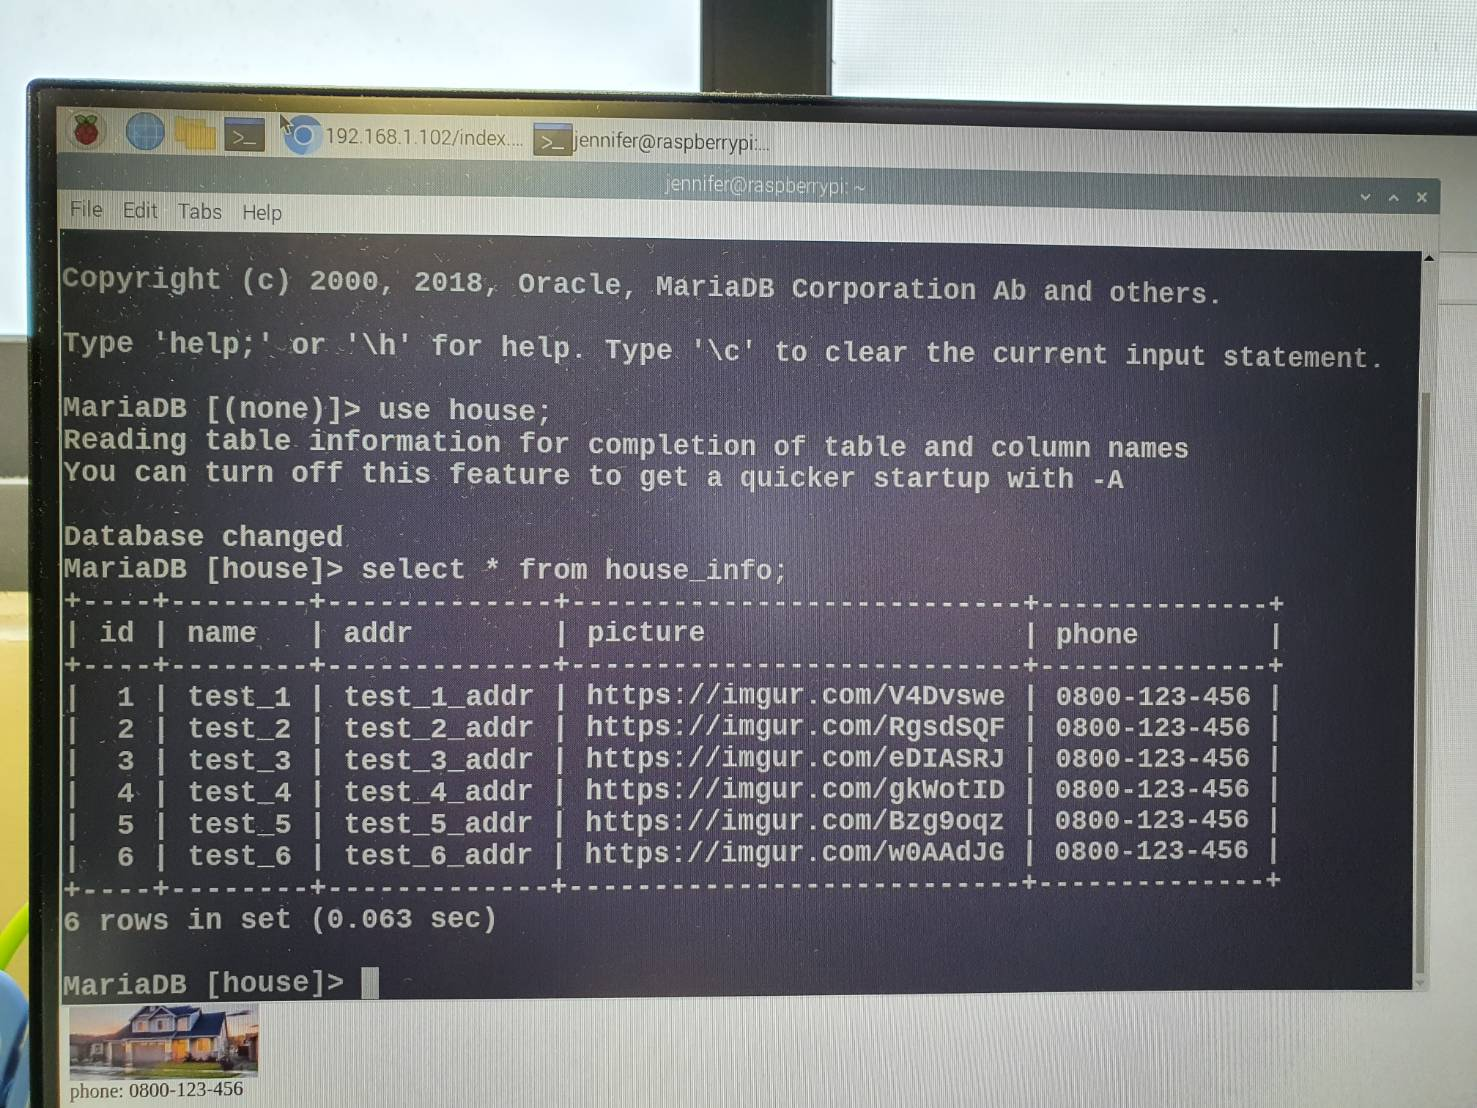 192.168.1.102/index....
jennifer@raspberrypi:...
jennifer@raspberrypi: ~
File Edit Tabs Help
Copyright (c) 2000, 2018, Oracle, MariaDB Corporation Ab and others.
Type 'help;' or '\h' for help. Type '\c' to clear the current input statement.
MariaDB [(none)]> use house;
Reading table information for completion of table and column names
You can turn off this feature to get a quicker startup with -A
Database changed
MariaDB [house]> select * from house_info;
+----+--------+-------------+---------------------------+--------------+
| id | name   | addr        | picture                   | phone        |
+----+--------+-------------+---------------------------+--------------+
|  1 | test_1 | test_1_addr | https://imgur.com/V4Dvswe | 0800-123-456 |
|  2 | test_2 | test_2_addr | https://imgur.com/RgsdSQF | 0800-123-456 |
|  3 | test_3 | test_3_addr | https://imgur.com/eDIASRJ | 0800-123-456 |
|  4 | test_4 | test_4_addr | https://imgur.com/gkWotID | 0800-123-456 |
|  5 | test_5 | test_5_addr | https://imgur.com/Bzg9oqz | 0800-123-456 |
|  6 | test_6 | test_6_addr | https://imgur.com/w0AAdJG | 0800-123-456 |
+----+--------+-------------+---------------------------+--------------+
6 rows in set (0.063 sec)
MariaDB [house]>
phone: 0800-123-456